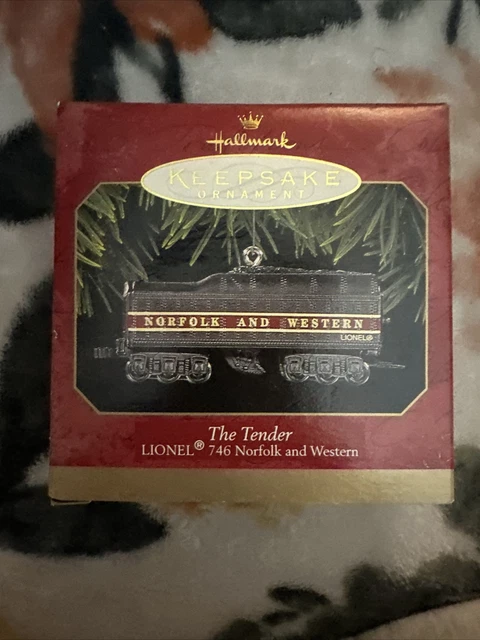 Hallmark
KEEPSAKE
ORNAMENT
NORFOLK AND WESTERN
LIONEL®
The Tender
LIONEL® 746 Norfolk and Western